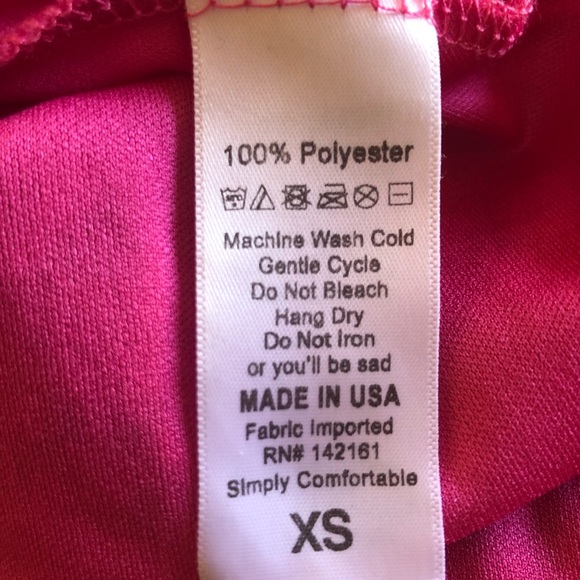 100% Polyester
Machine Wash Cold
Gentle Cycle
Do Not Bleach
Hang Dry
Do Not Iron
or you'll be sad
MADE IN USA
Fabric Imported
RN# 142161
Simply Comfortable
XS